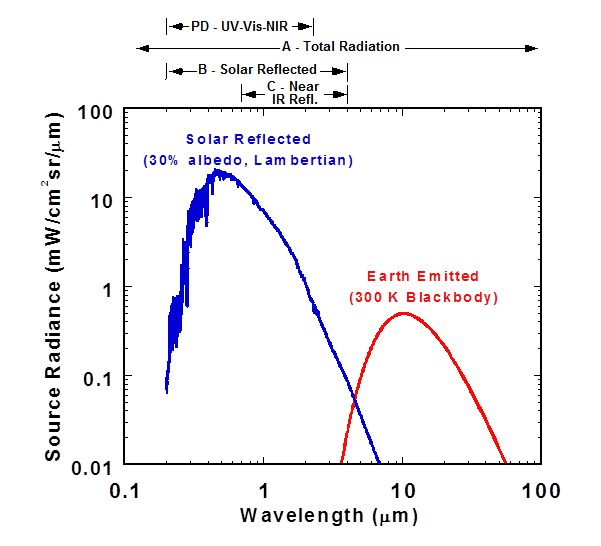 PD - UV-Vis-NIR
A - Total Radiation
B - Solar Reflected
C - Near
IR Refl.
100
10
1
0.1
0.01
Source Radiance (mW/cm²sr/μm)
Solar Reflected
(30% albedo, Lambertian)
Earth Emitted
(300 K Blackbody)
0.1
1
10
100
Wavelength (μm)